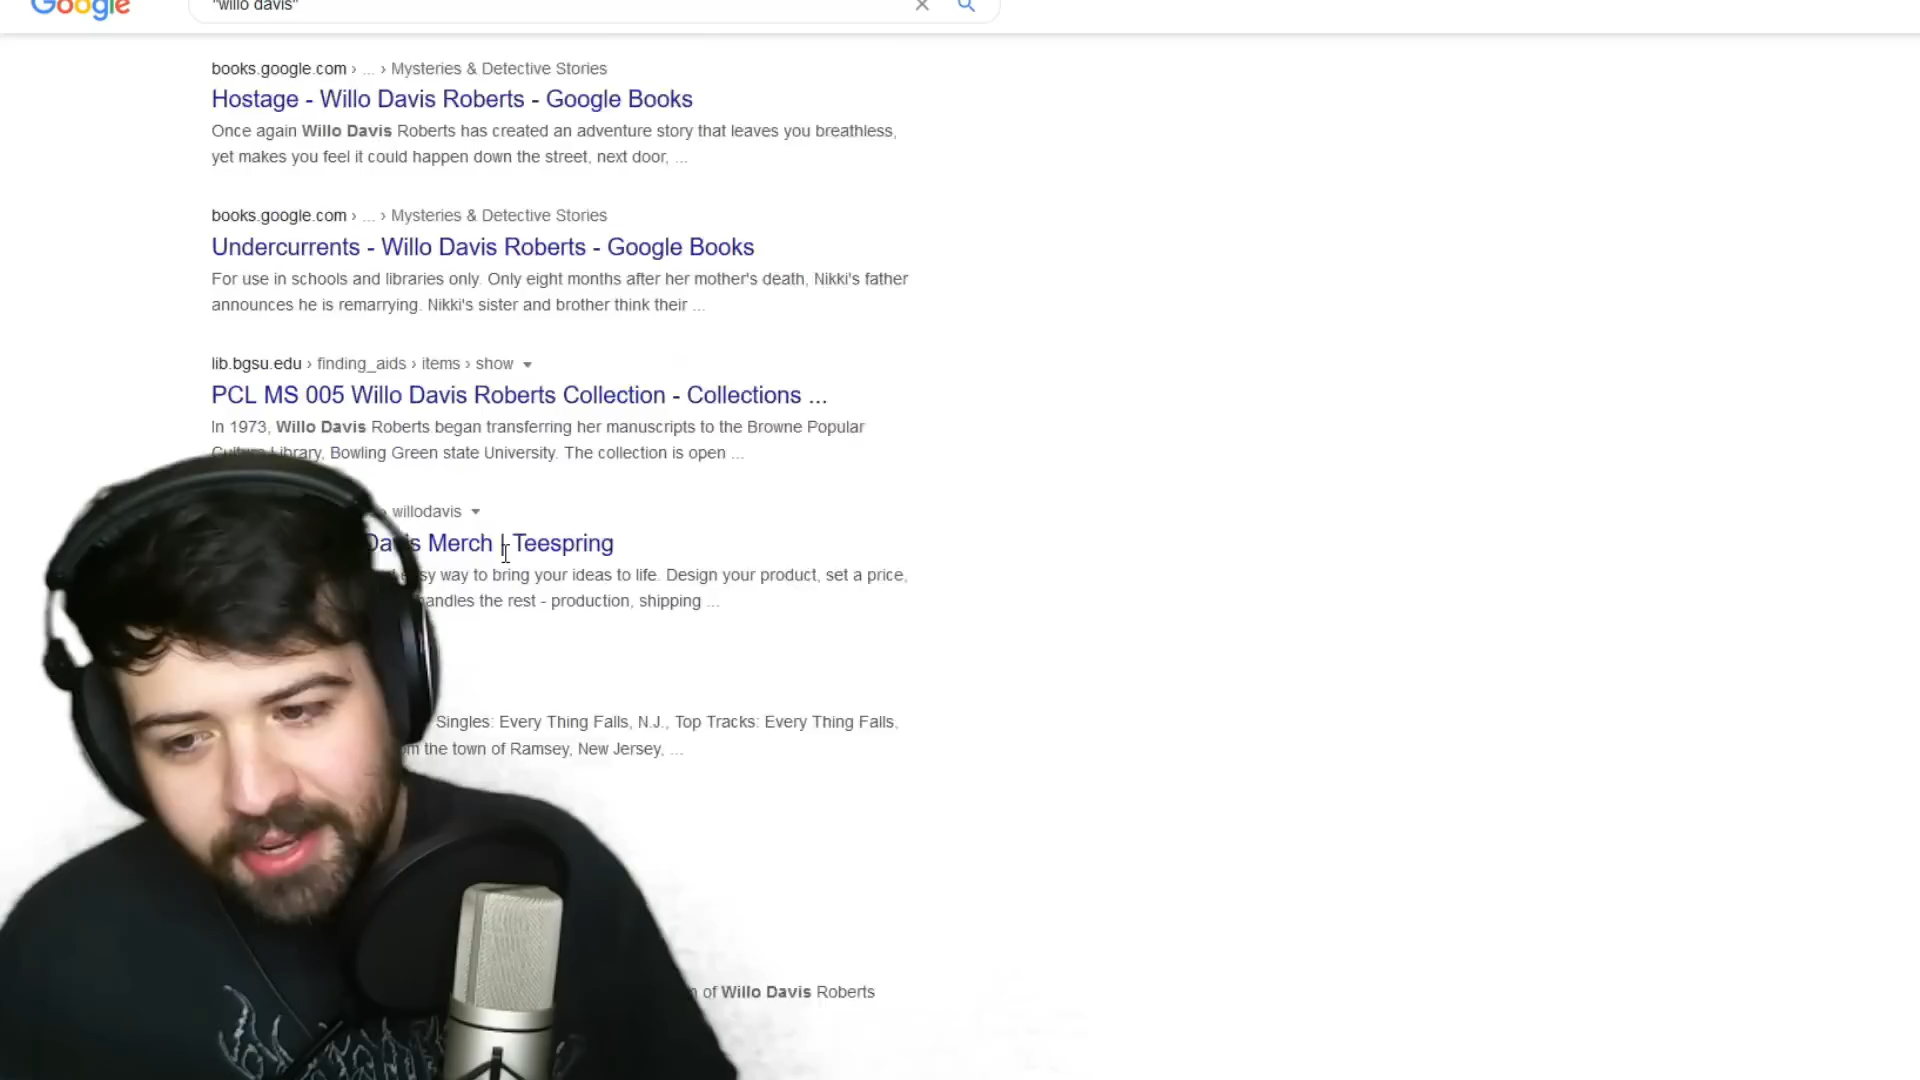 Google
"willo davis"
books.google.com › ... › Mysteries & Detective Stories
Hostage - Willo Davis Roberts - Google Books
Once again Willo Davis Roberts has created an adventure story that leaves you breathless,
yet makes you feel it could happen down the street, next door, ...
books.google.com › ... › Mysteries & Detective Stories
Undercurrents - Willo Davis Roberts - Google Books
For use in schools and libraries only. Only eight months after her mother's death, Nikki's father
announces he is remarrying. Nikki's sister and brother think their ...
lib.bgsu.edu › finding_aids › items › show
PCL MS 005 Willo Davis Roberts Collection - Collections ...
In 1973, Willo Davis Roberts began transferring her manuscripts to the Browne Popular
Culture Library, Bowling Green state University. The collection is open ...
› willodavis
Davis Merch | Teespring
way to bring your ideas to life. Design your product, set a price,
handles the rest - production, shipping ...
Singles: Every Thing Falls, N.J., Top Tracks: Every Thing Falls,
the town of Ramsey, New Jersey, ...
of Willo Davis Roberts